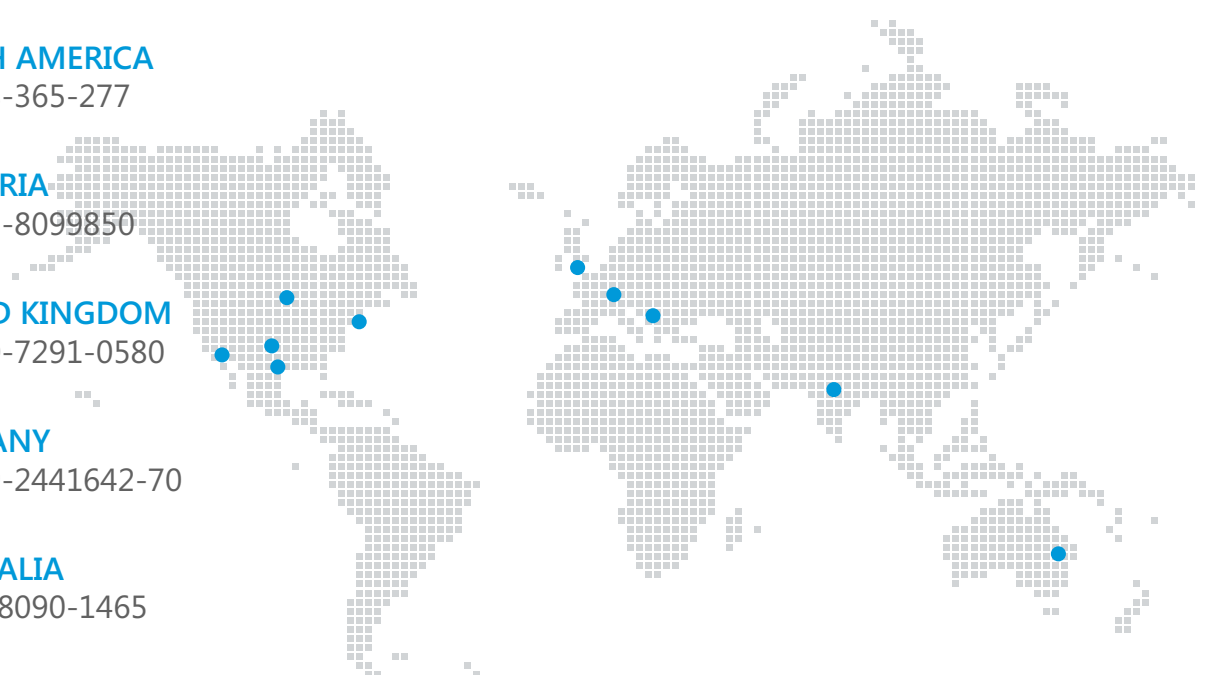 H AMERICA
-365-277
RIA
-8099850
D KINGDOM
-7291-0580
ANY
-2441642-70
ALIA
8090-1465